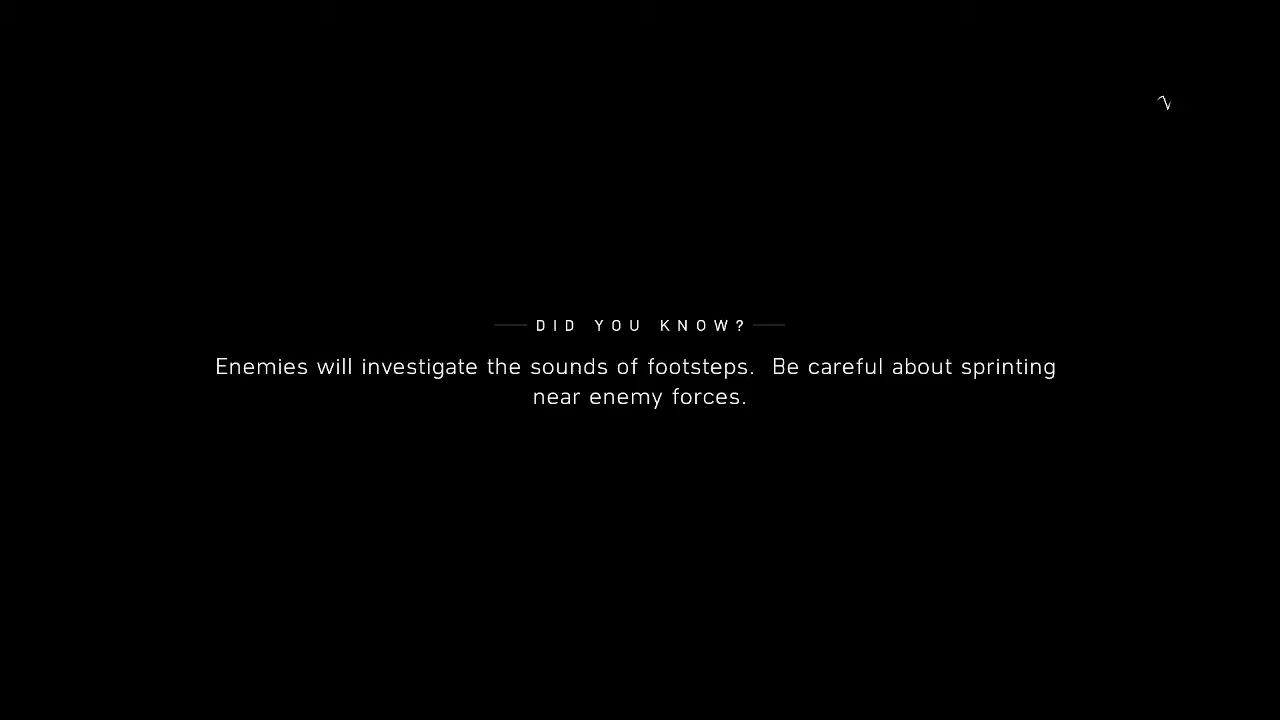 DID YOU KNOW?
Enemies will investigate the sounds of footsteps.  Be careful about sprinting
near enemy forces.